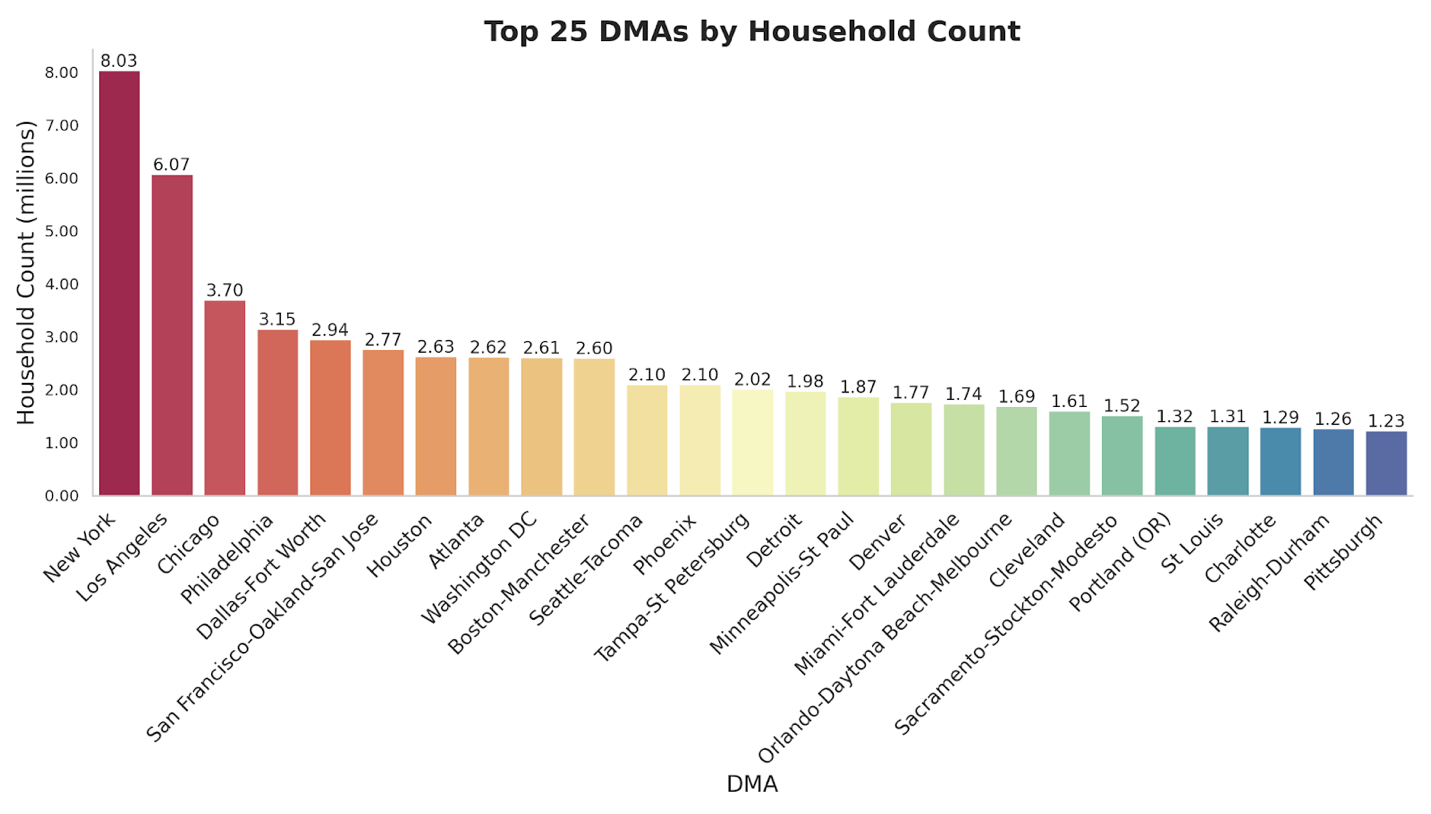 Top 25 DMAs by Household Count
Household Count (millions)
8.00
7.00
6.00
5.00
4.00
3.00
2.00
1.00
0.00
8.03
6.07
3.70
3.15
2.94
2.77
2.63
2.62
2.61
2.60
2.10
2.10
2.02
1.98
1.87
1.77
1.74
1.69
1.61
1.52
1.32
1.31
1.29
1.26
1.23
New York
Los Angeles
Chicago
Philadelphia
Dallas-Fort Worth
San Francisco-Oakland-San Jose
Houston
Atlanta
Washington DC
Boston-Manchester
Seattle-Tacoma
Phoenix
Tampa-St Petersburg
Detroit
Minneapolis-St Paul
Denver
Miami-Fort Lauderdale
Orlando-Daytona Beach-Melbourne
Cleveland
Sacramento-Stockton-Modesto
Portland (OR)
St Louis
Charlotte
Raleigh-Durham
Pittsburgh
DMA